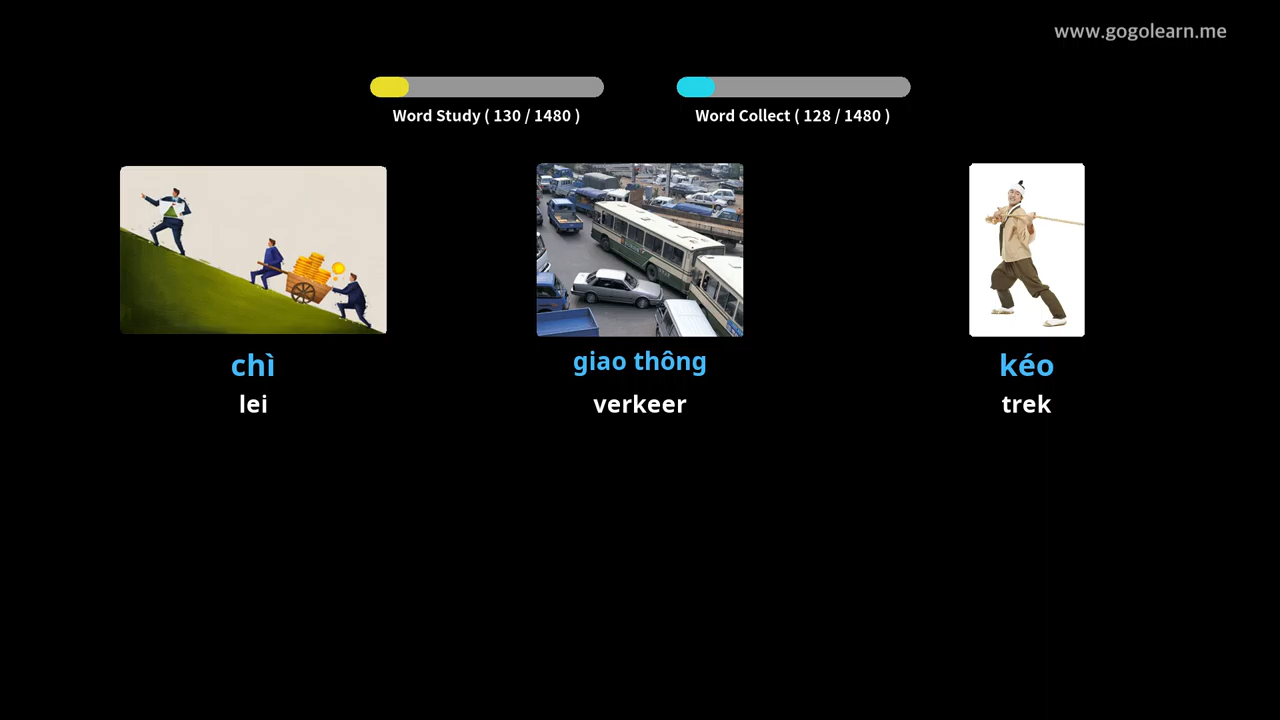 www.gogolearn.me
Word Study ( 130 / 1480 )
Word Collect ( 128 / 1480 )
chì
giao thông
kéo
lei
verkeer
trek